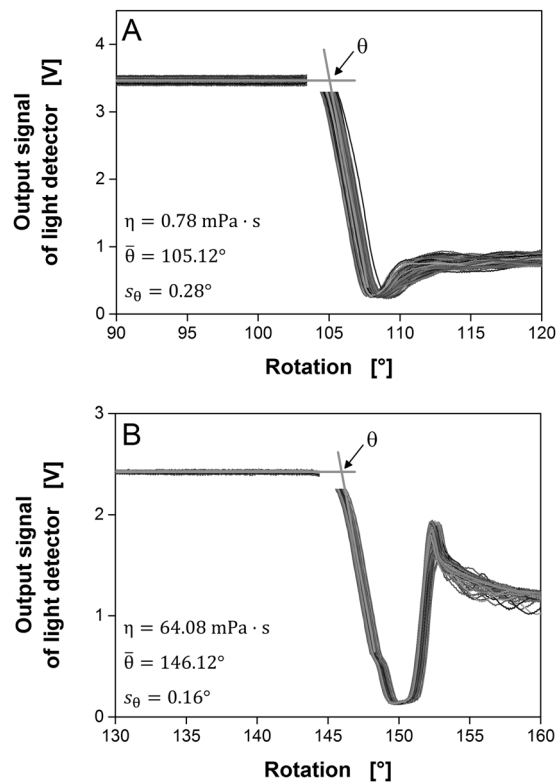 A
θ
4
3
2
1
0
Output signal
of light detector [V]
η = 0.78 mPa · s
θ̅ = 105.12°
sθ = 0.28°
90 95 100 105 110 115 120
Rotation [°]
B
θ
3
2
1
0
Output signal
of light detector [V]
η = 64.08 mPa · s
θ̅ = 146.12°
sθ = 0.16°
130 135 140 145 150 155 160
Rotation [°]